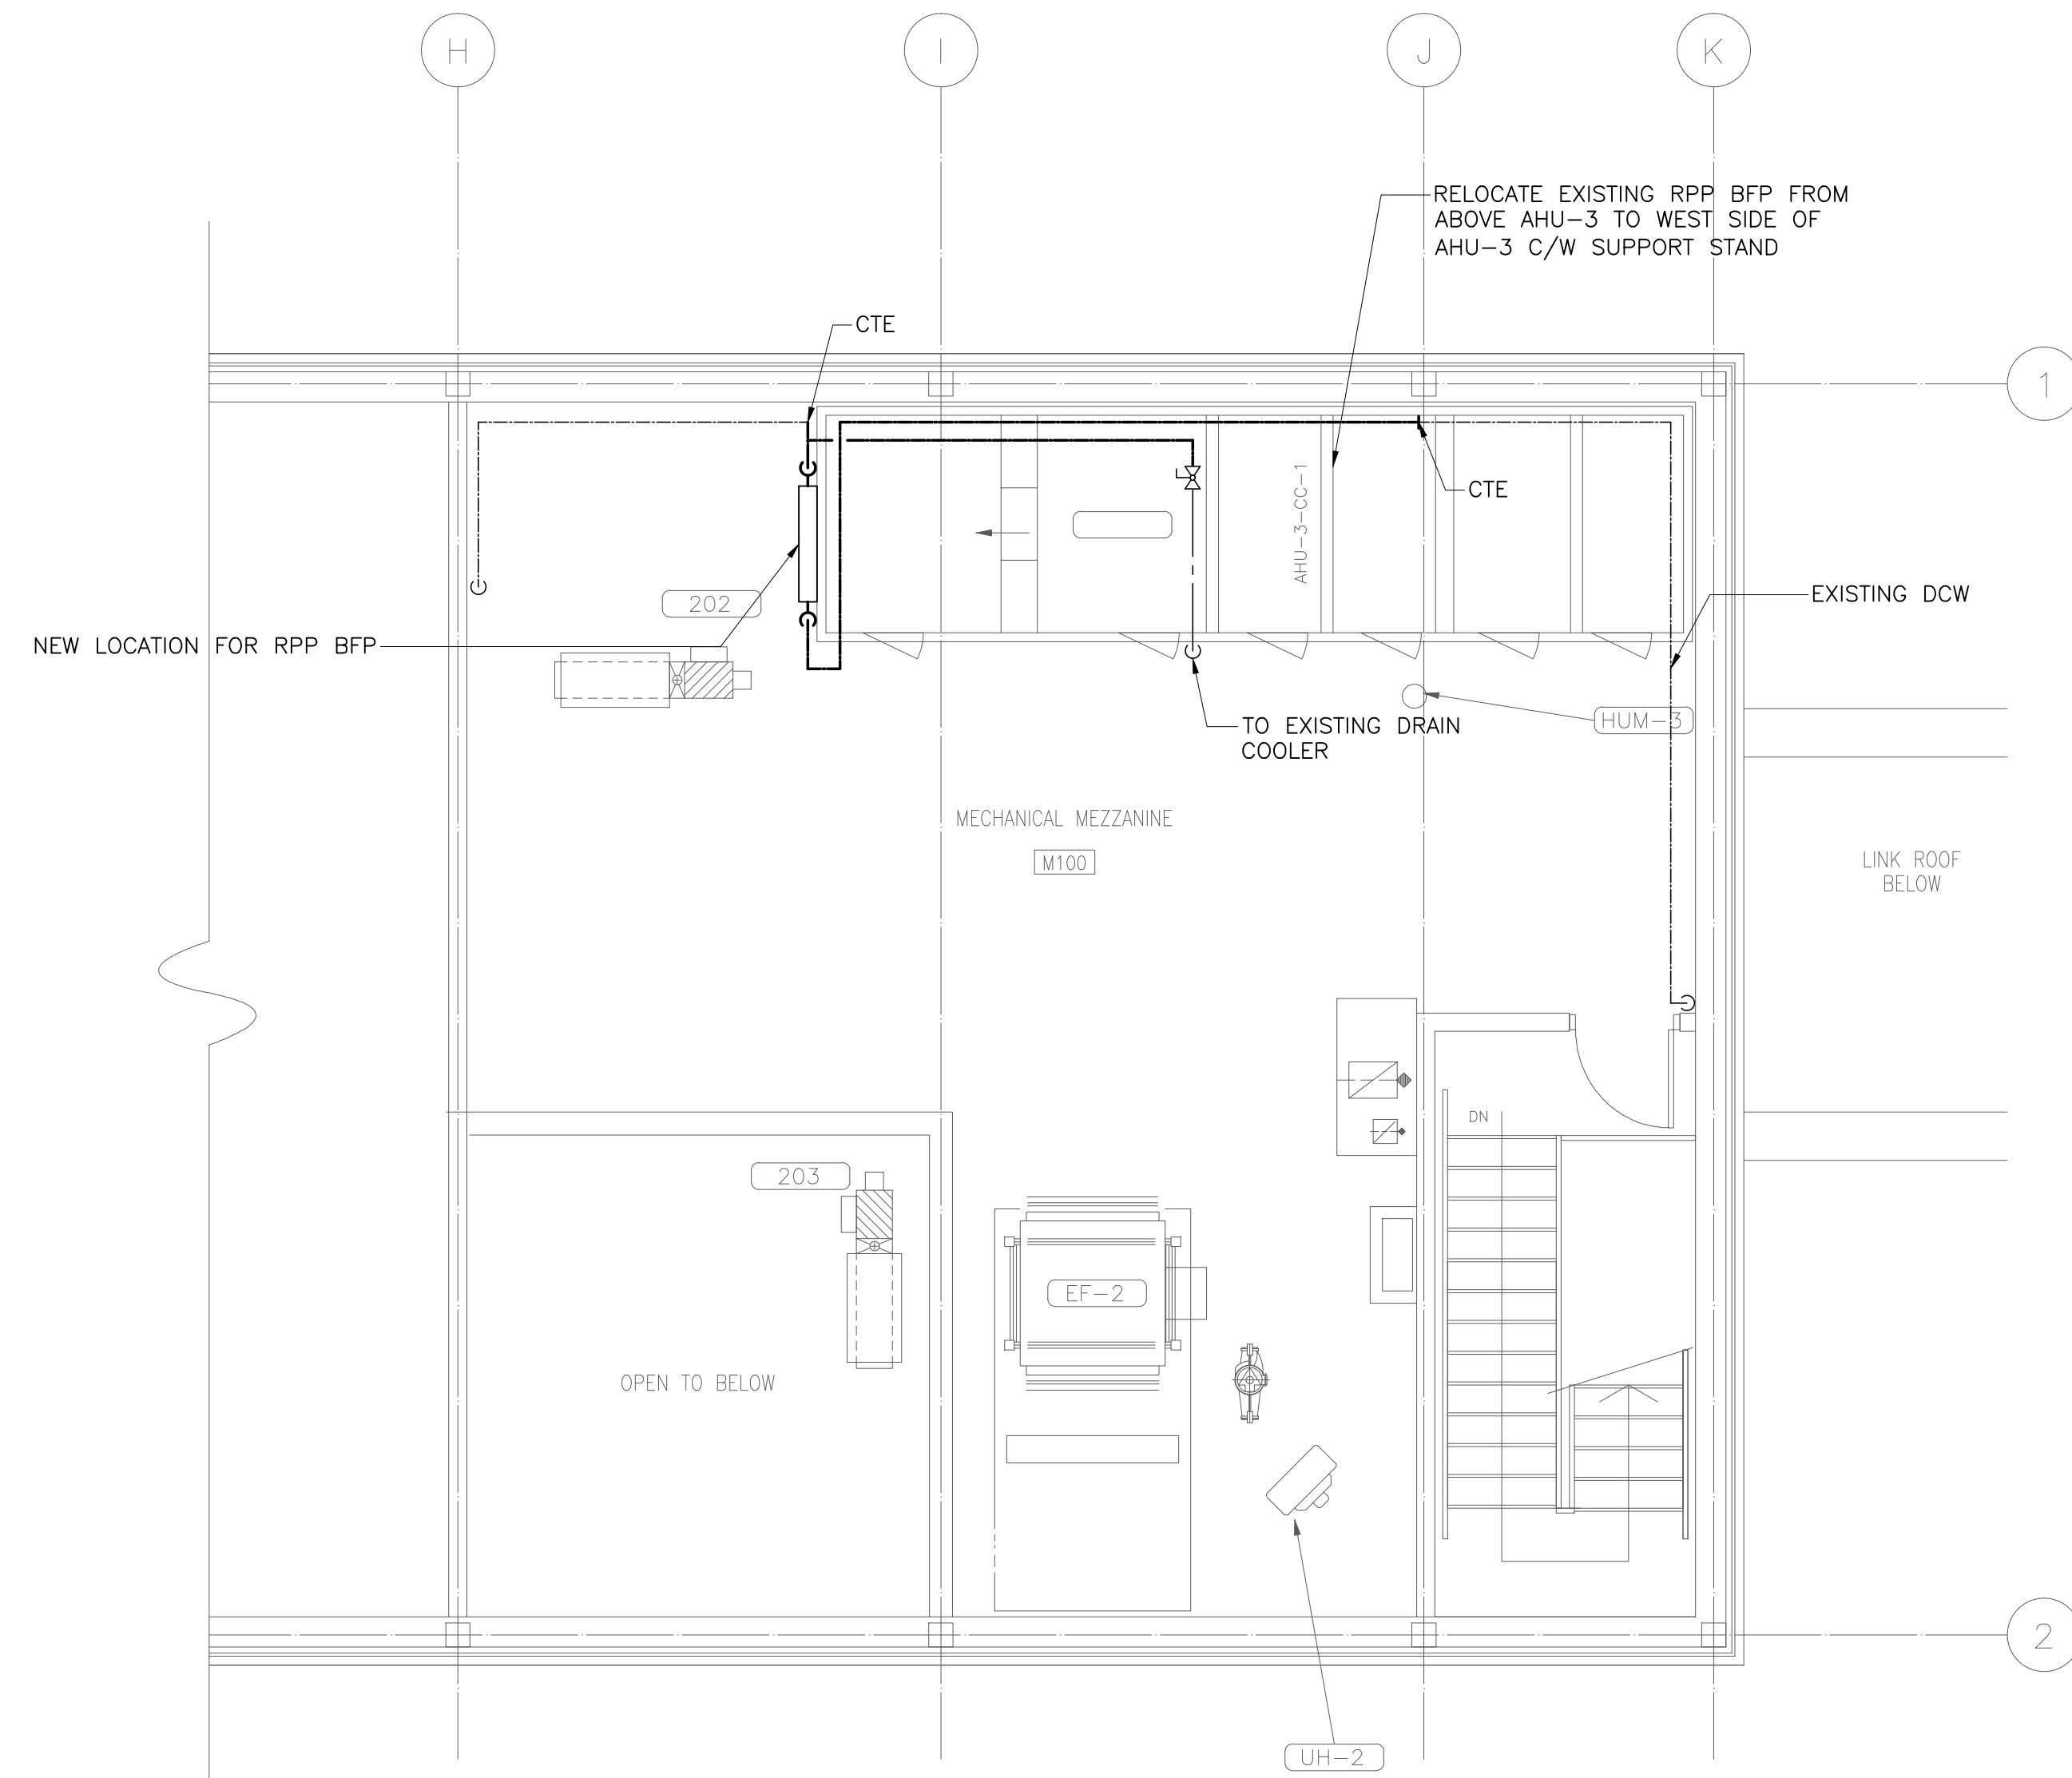 H
I
J
K
RELOCATE EXISTING RPP BFP FROM
ABOVE AHU-3 TO WEST SIDE OF
AHU-3 C/W SUPPORT STAND
CTE
1
CTE
AHU-3-CC-1
202
EXISTING DCW
NEW LOCATION FOR RPP BFP
HUM-3
TO EXISTING DRAIN
COOLER
MECHANICAL MEZZANINE
M100
LINK ROOF
BELOW
DN
203
EF-2
OPEN TO BELOW
2
UH-2